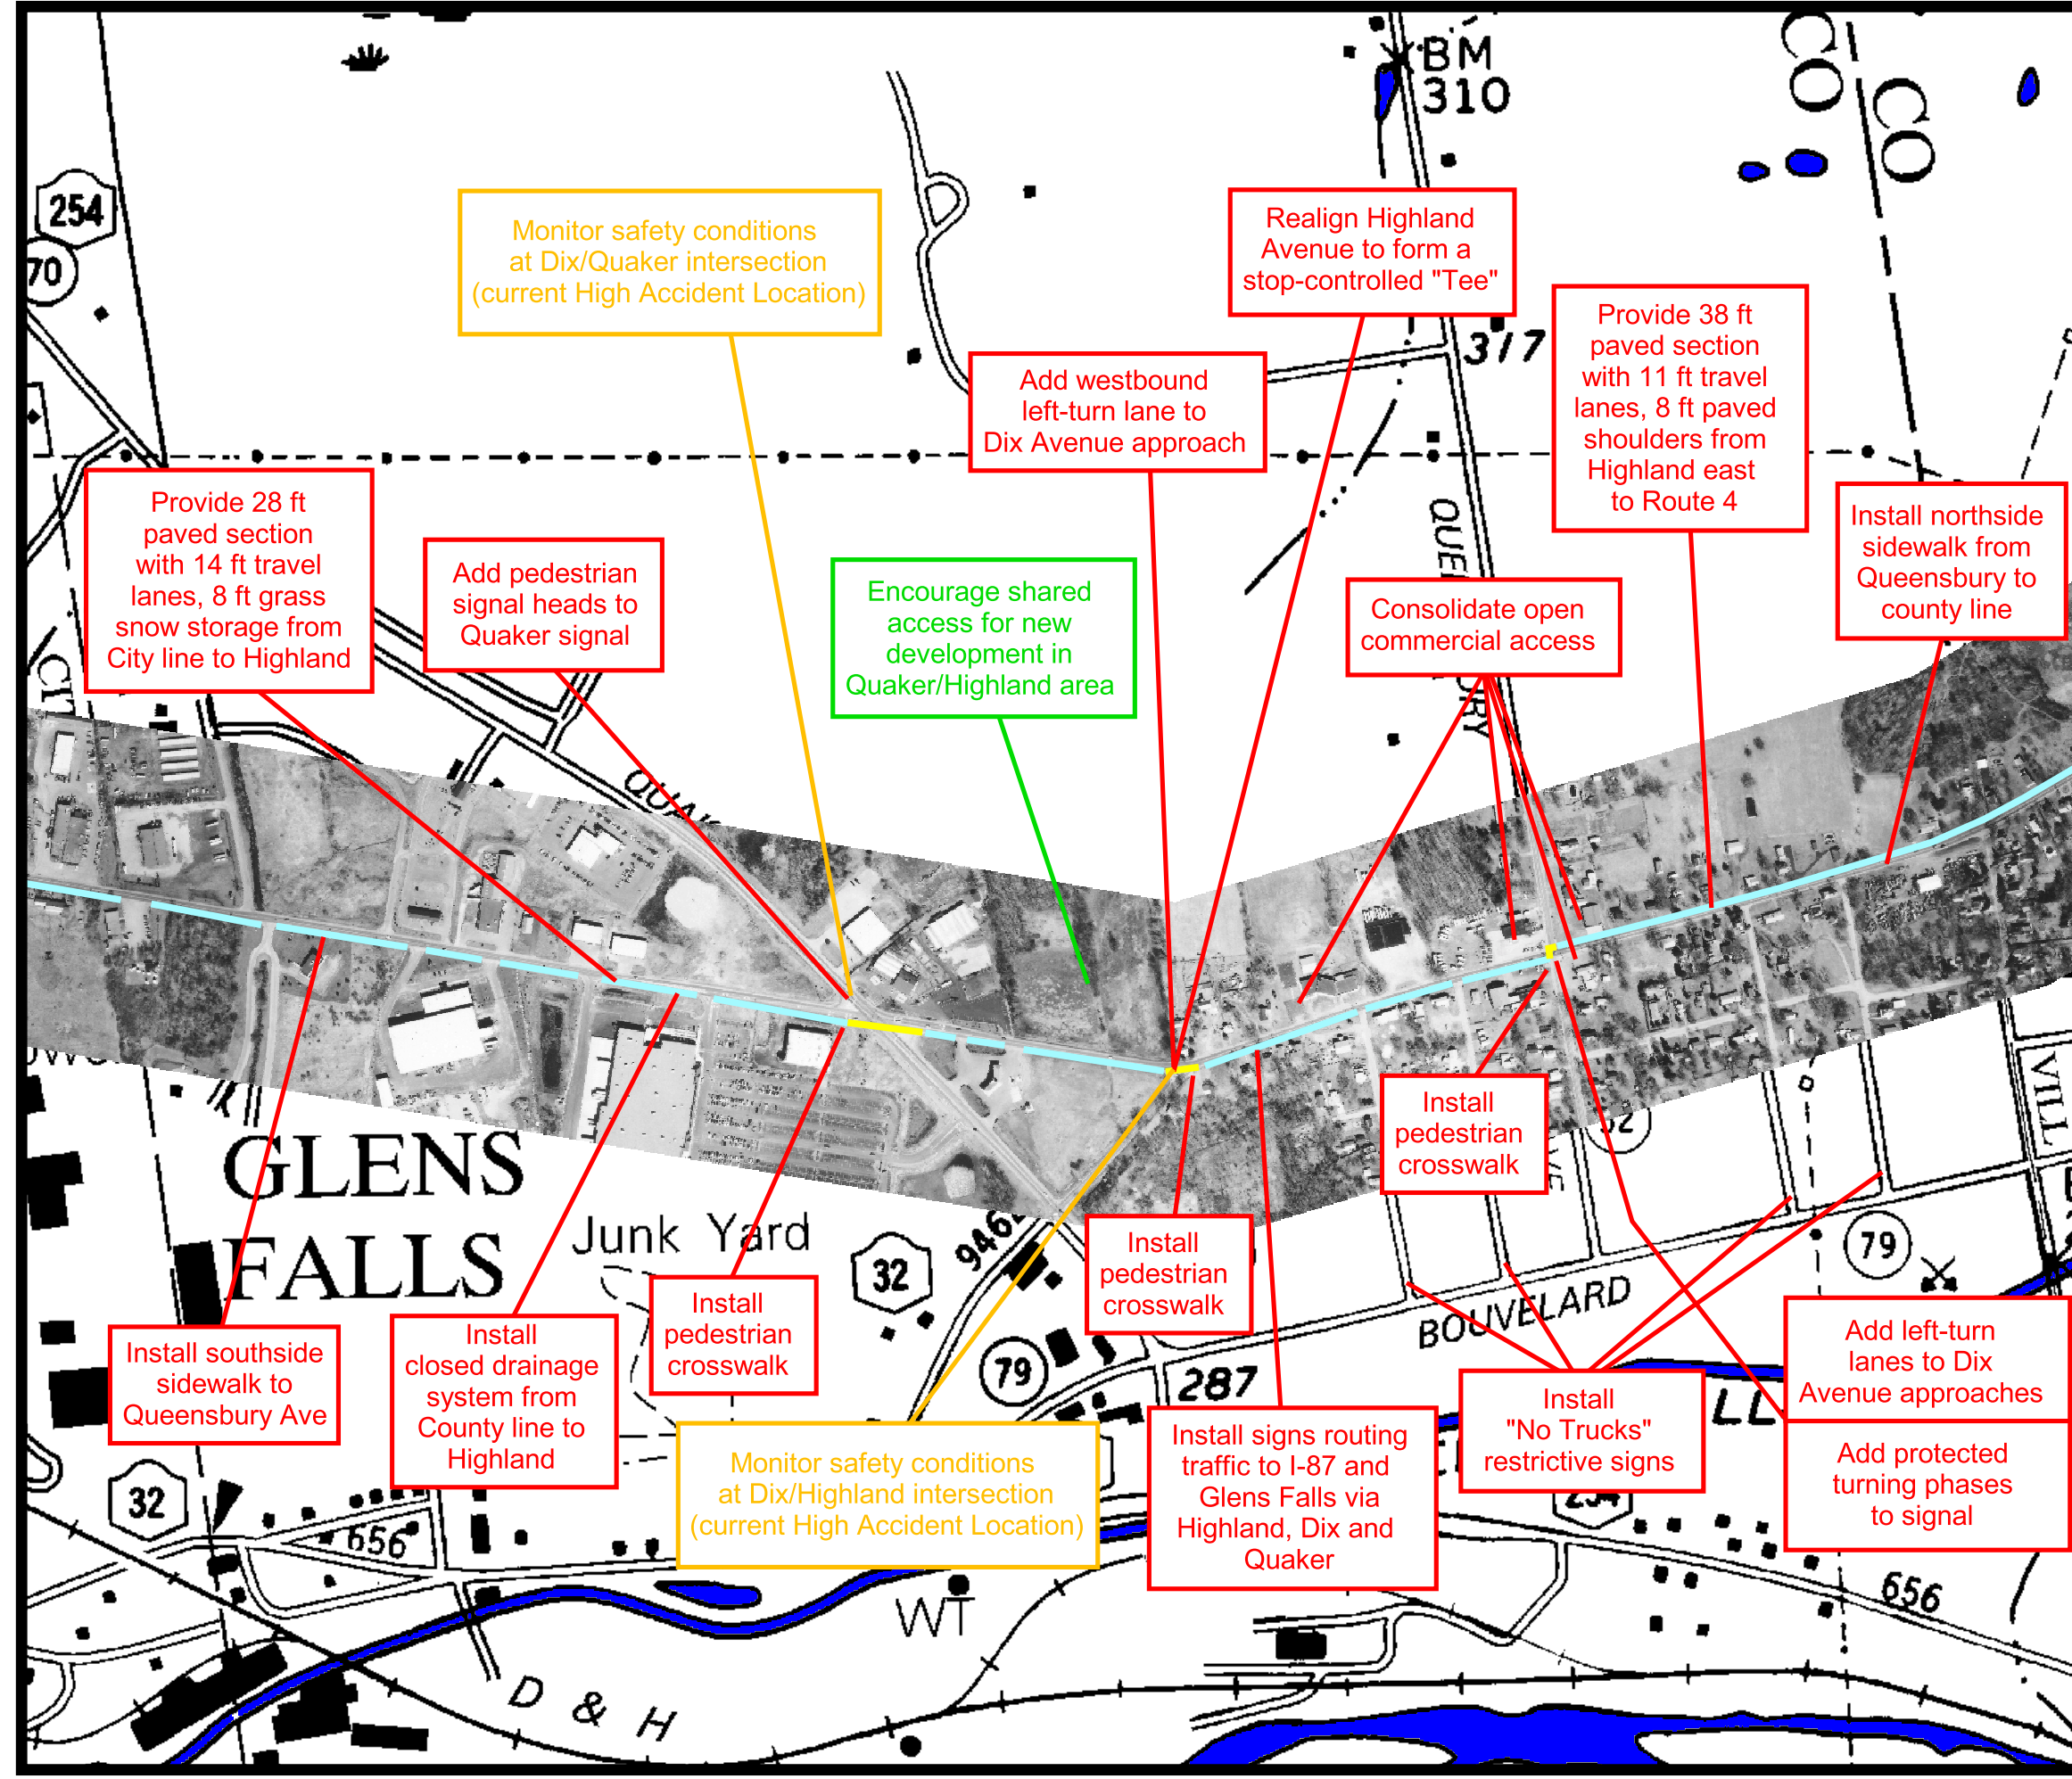 BM
310
CO
CO
254
70
Monitor safety conditions
at Dix/Quaker intersection
(current High Accident Location)
Realign Highland
Avenue to form a
stop-controlled "Tee"
317
Provide 38 ft
paved section
with 11 ft travel
lanes, 8 ft paved
shoulders from
Highland east
to Route 4
Add westbound
left-turn lane to
Dix Avenue approach
Provide 28 ft
paved section
with 14 ft travel
lanes, 8 ft grass
snow storage from
City line to Highland
Add pedestrian
signal heads to
Quaker signal
Encourage shared
access for new
development in
Quaker/Highland area
Consolidate open
commercial access
Install northside
sidewalk from
Queensbury to
county line
GLENS
FALLS
Junk Yard
32
VILL
79
BOUVELARD
Install
pedestrian
crosswalk
Install
pedestrian
crosswalk
Install
pedestrian
crosswalk
Install southside
sidewalk to
Queensbury Ave
Install
closed drainage
system from
County line to
Highland
79
287
Monitor safety conditions
at Dix/Highland intersection
(current High Accident Location)
Install signs routing
traffic to I-87 and
Glens Falls via
Highland, Dix and
Quaker
Install
"No Trucks"
restrictive signs
Add left-turn
lanes to Dix
Avenue approaches
Add protected
turning phases
to signal
32
656
WT
656
D & H